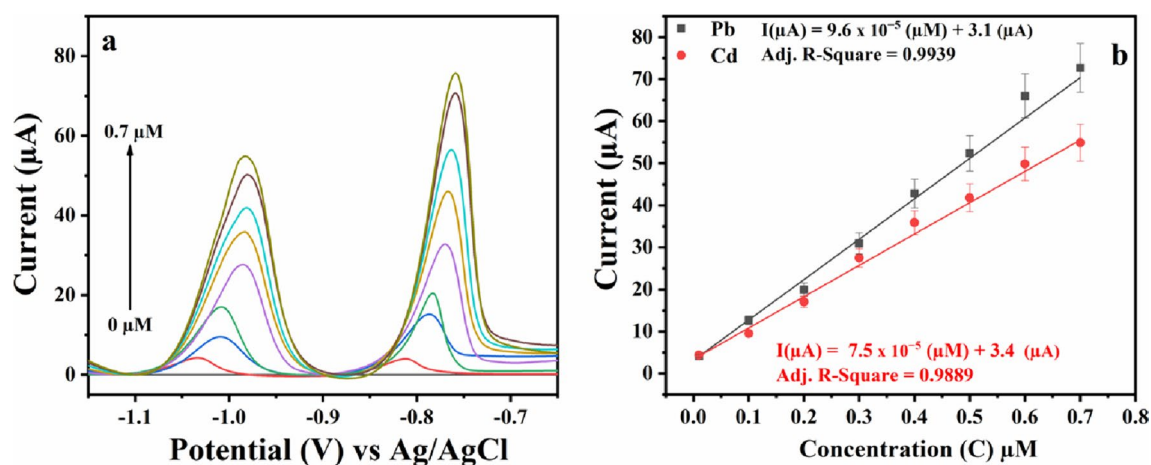 a
80
60
40
20
0
0.7 µM
0 µM
-1.1 -1.0 -0.9 -0.8 -0.7
Potential (V) vs Ag/AgCl
Current (µA)
b
Pb I(µA) = 9.6 x 10⁻⁵ (µM) + 3.1 (µA)
Cd Adj. R-Square = 0.9939
80
70
60
50
40
30
20
10
0
I(µA) = 7.5 x 10⁻⁵ (µM) + 3.4 (µA)
Adj. R-Square = 0.9889
0.0 0.1 0.2 0.3 0.4 0.5 0.6 0.7 0.8
Concentration (C) µM
Current (µA)